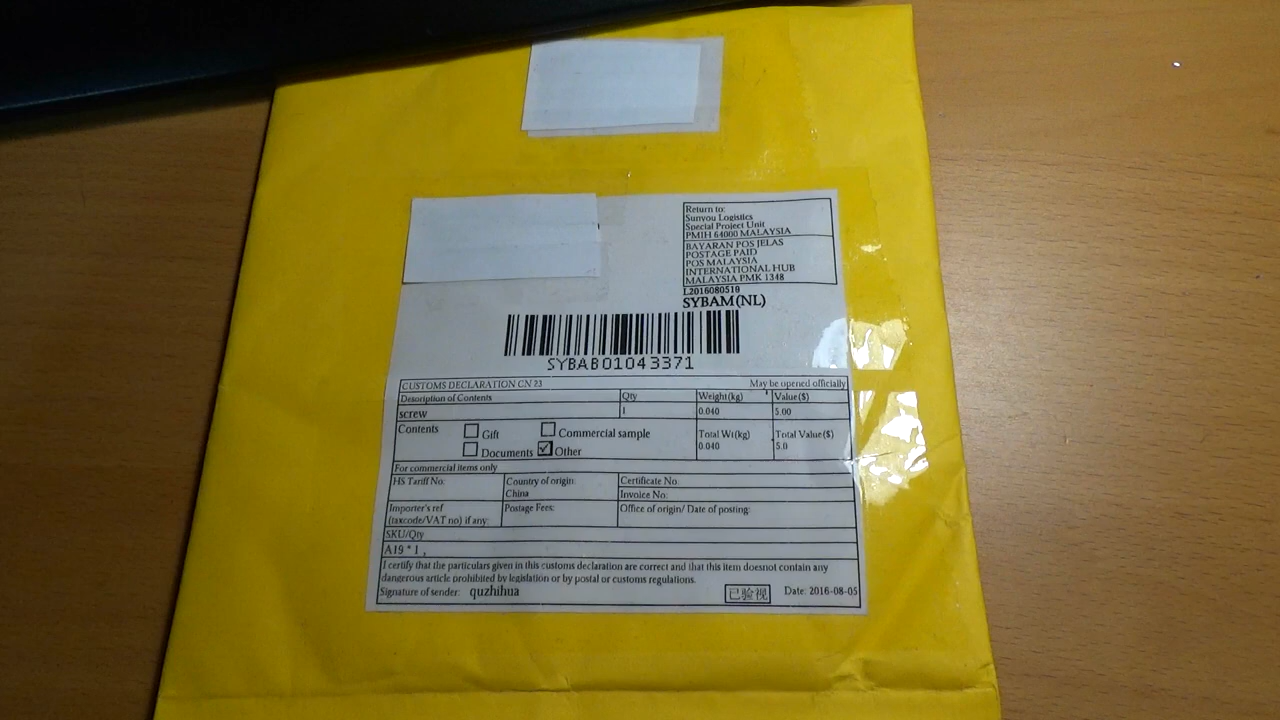 Return to:
Sunyou Logistics
Special Project Unit
PMIH 64000 MALAYSIA
BAYARAN POS JELAS
POSTAGE PAID
POS MALAYSIA
INTERNATIONAL HUB
MALAYSIA PMK 1348
L2016080519
SYBAM(NL)
SYBAB01043371
CUSTOMS DECLARATION CN 23 May be opened officially
Desoription of Contents Qty Weight(kg) Value($)
screw 1 0.040 5.00
Contents Gift Commercial sample Total Wt(kg) Total Value($)
Documents Other 0.040 5.0
For commercial items only
HS Tariff No: Country of origin: Certificate No.
China Invoice No.
Importer's ref Postage Fees: Office of origin/ Date of posting:
(taxcode/VAT no) if any:
SKU/Qty
A19 * 1 ,
I certify that the particulars given in this customs declaration are correct and that this item doesnot contain any
dangerous article prohibited by legislation or by postal or customs regulations.
Signature of sender: quzhihua 已验视 Date: 2016-08-05